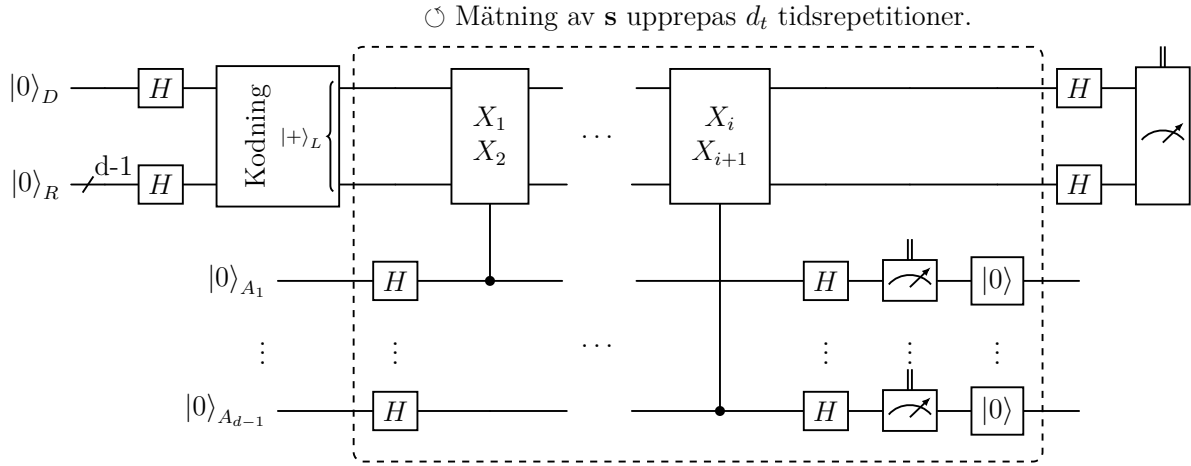 ↺ Mätning av s upprepas d_t tidsrepetitioner.
|0⟩_D H Kodning |+⟩_L X_1 X_2 ··· X_i X_{i+1} H
|0⟩_R d-1 H H
|0⟩_{A_1} H H |0⟩
⋮ ⋮ ··· ⋮ ⋮ ⋮
|0⟩_{A_{d-1}} H H |0⟩